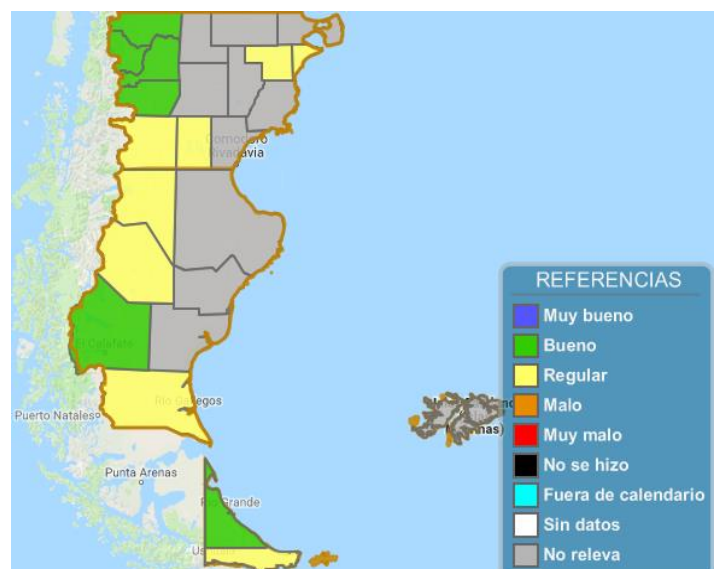 Comodoro
Rivadavia
REFERENCIAS
Muy bueno
Bueno
Regular
Malo
Muy malo
No se hizo
Fuera de calendario
Sin datos
No releva
El Calafate
Río Gallegos
Puerto Natales
Punta Arenas
Río Grande